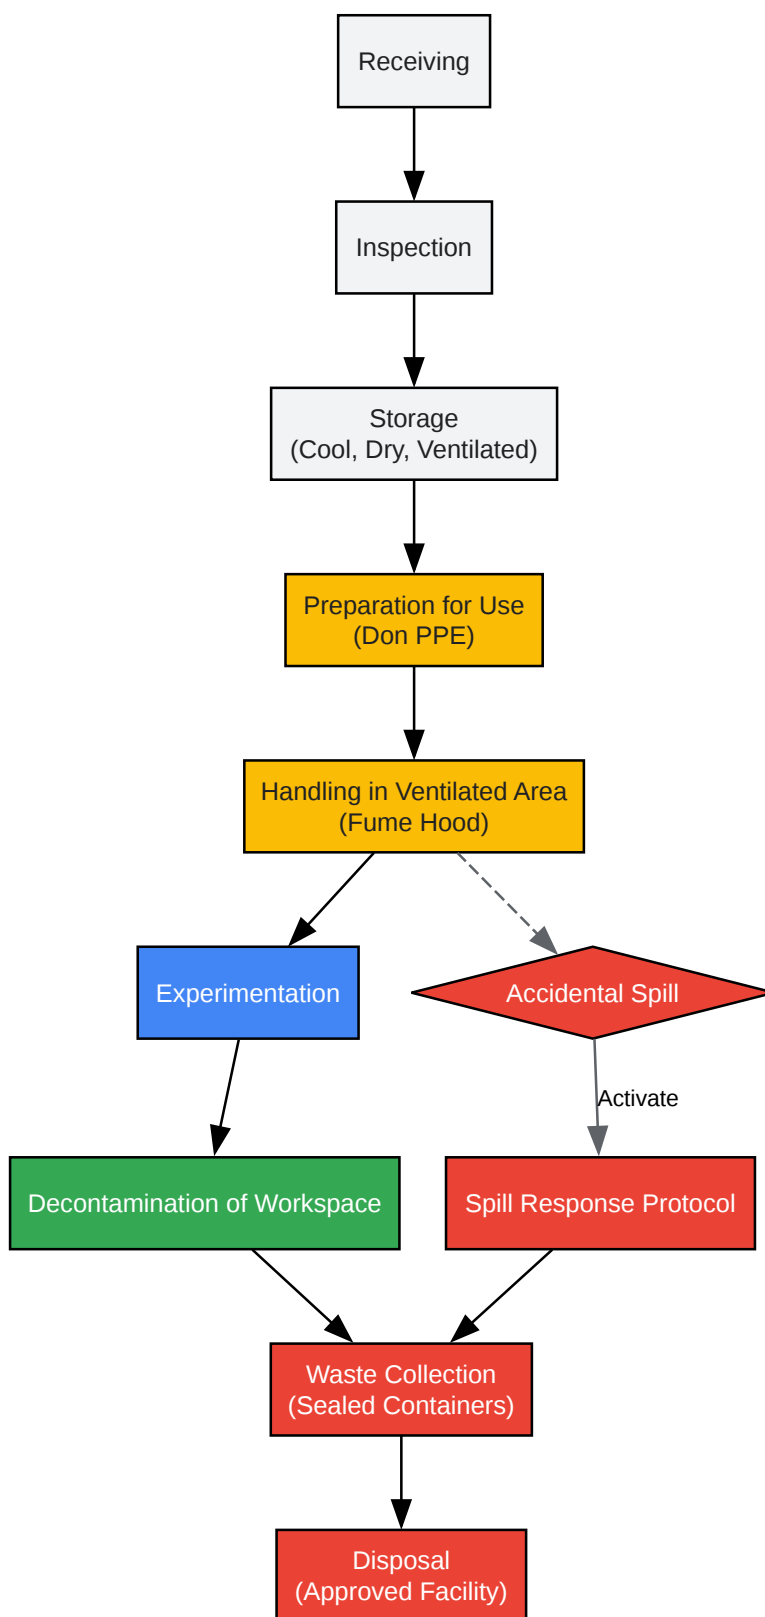 Receiving
Inspection
Storage
(Cool, Dry, Ventilated)
Preparation for Use
(Don PPE)
Handling in Ventilated Area
(Fume Hood)
Experimentation
Accidental Spill
Activate
Decontamination of Workspace
Spill Response Protocol
Waste Collection
(Sealed Containers)
Disposal
(Approved Facility)